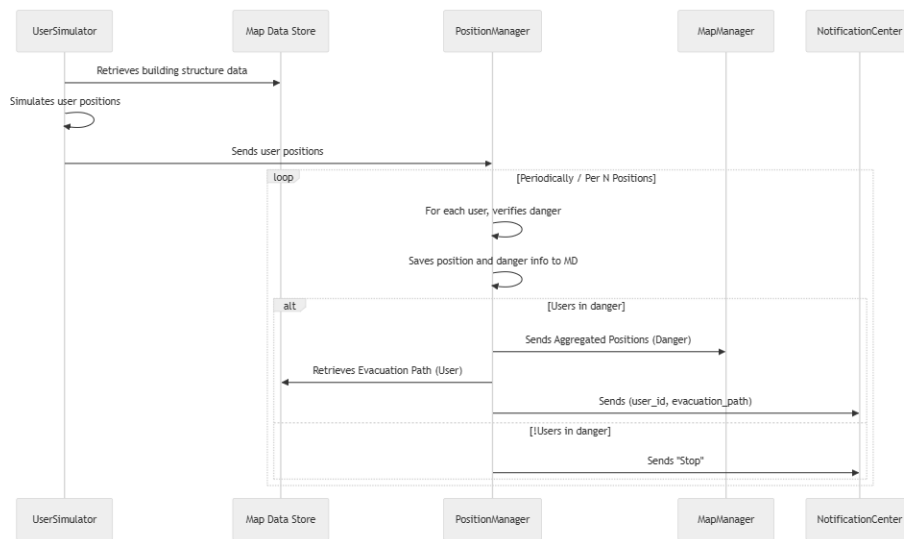 UserSimulator
Map Data Store
PositionManager
MapManager
NotificationCenter
Retrieves building structure data
Simulates user positions
Sends user positions
loop
[Periodically / Per N Positions]
For each user, verifies danger
Saves position and danger info to MD
alt
[Users in danger]
Sends Aggregated Positions (Danger)
Retrieves Evacuation Path (User)
Sends (user_id, evacuation_path)
[!Users in danger]
Sends "Stop"
UserSimulator
Map Data Store
PositionManager
MapManager
NotificationCenter